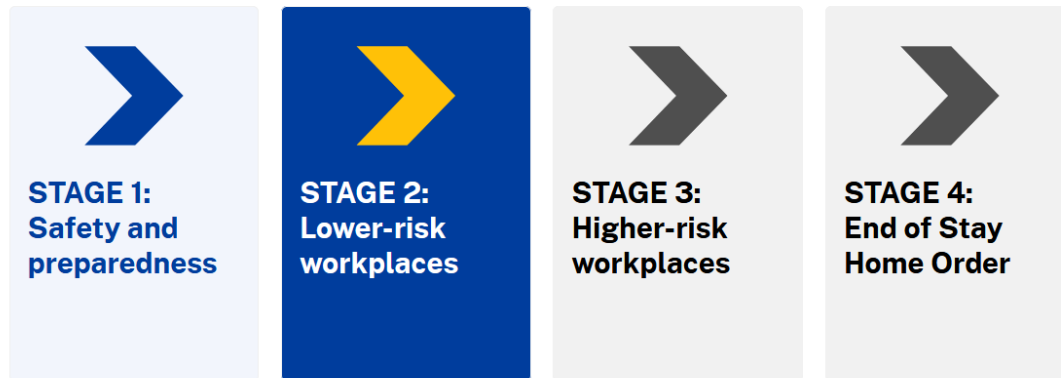 STAGE 1:
Safety and
preparedness
STAGE 2:
Lower-risk
workplaces
STAGE 3:
Higher-risk
workplaces
STAGE 4:
End of Stay
Home Order